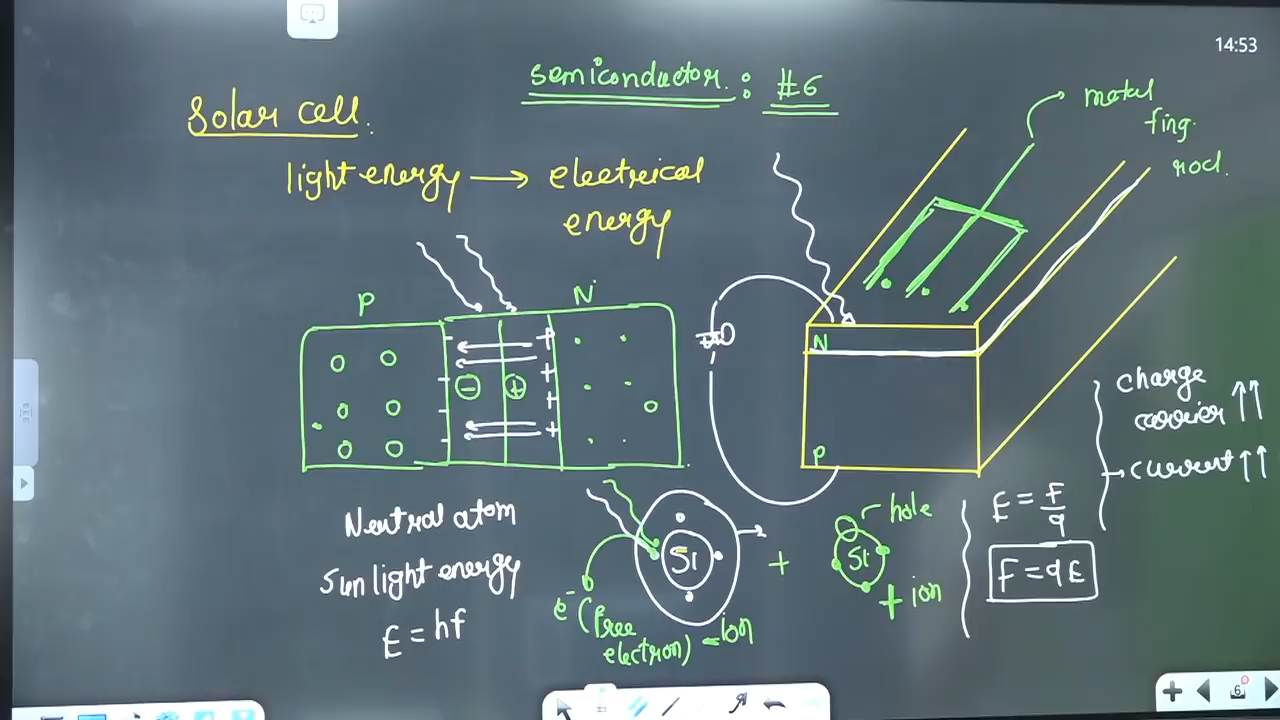 14:53
semiconductor : #6
Solar cell
light energy → electrical
energy
metal
fing.
rod.
P
N
− +
N
P
charge
carrier ↑↑
→ current ↑↑
Neutral atom
Sun light energy
E = hf
Si
e⁻ (free
electron) − Ion
+
Si
hole
+ ion
E = F/q
F = qE
6